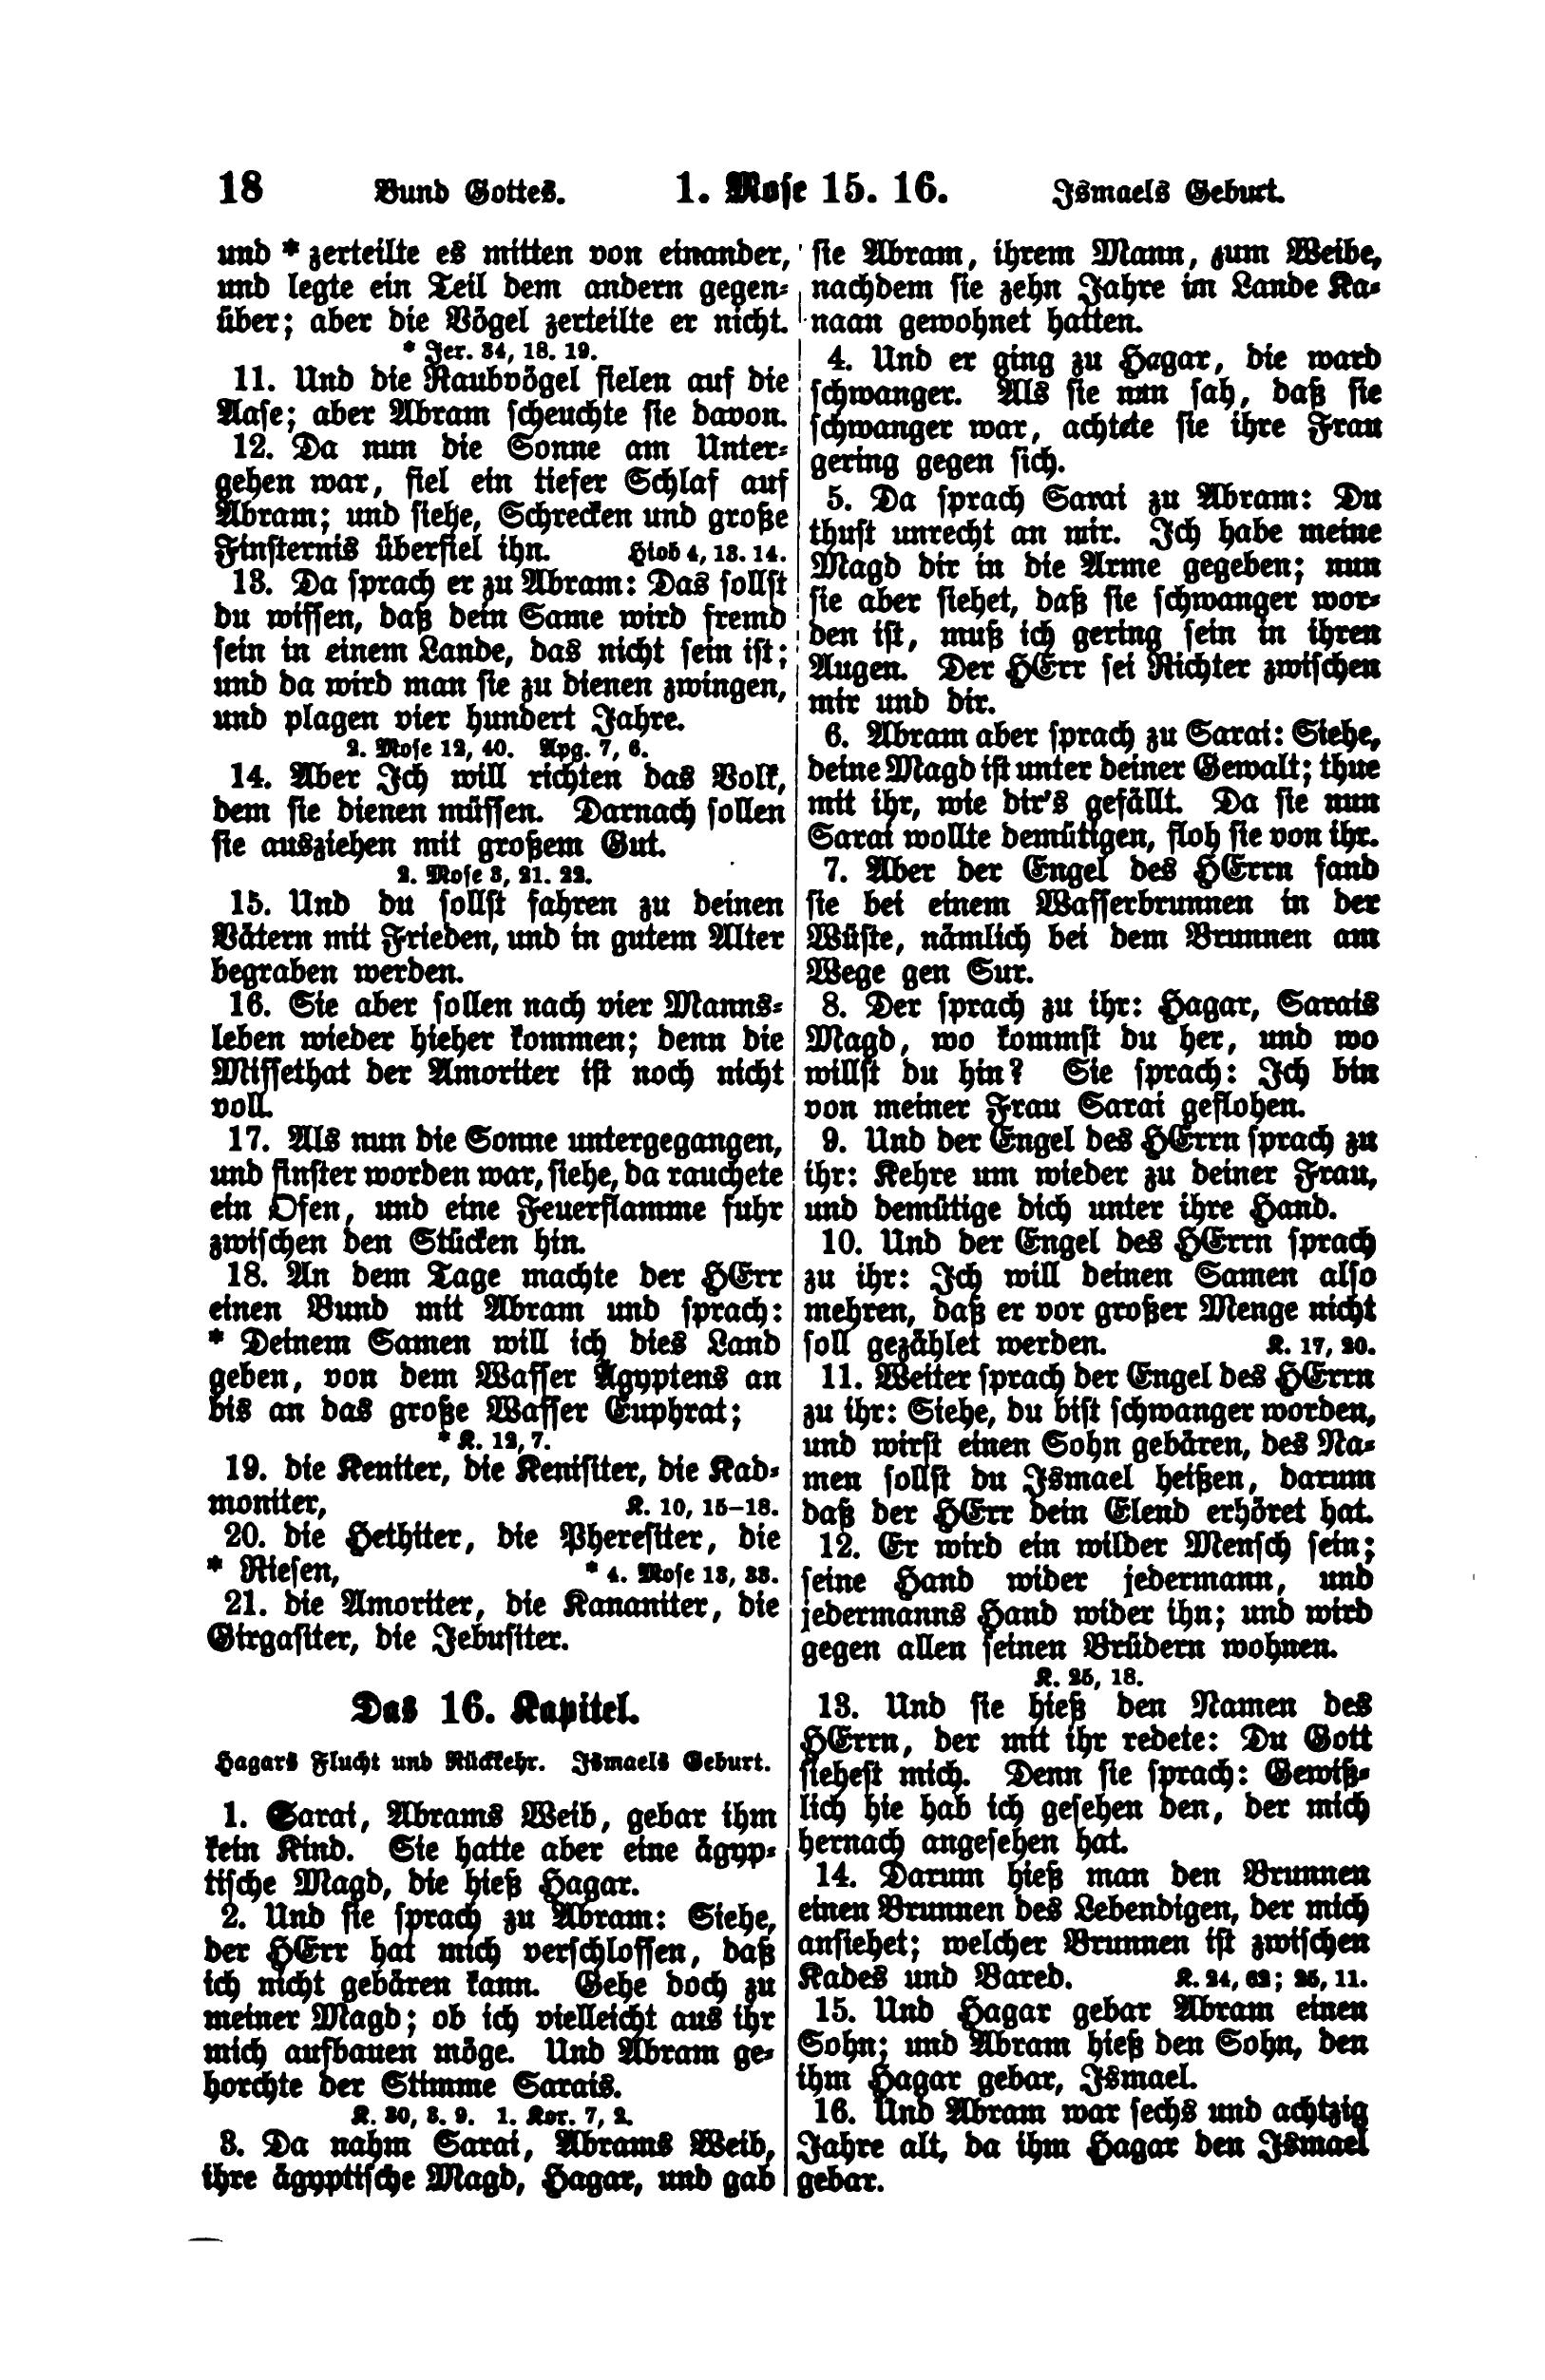 18 Bund Gottes. 1. Mose 15. 16. Ismaels Geburt.
und * zerteilte es mitten von einander,
und legte ein Teil dem andern gegen-
über; aber die Vögel zerteilte er nicht.
* Jer. 34, 18. 19.
11. Und die Raubvögel fielen auf die
Aase; aber Abram scheuchte sie davon.
12. Da nun die Sonne am Unter-
gehen war, fiel ein tiefer Schlaf auf
Abram; und siehe, Schrecken und große
Finsternis überfiel ihn. Hiob 4, 13. 14.
13. Da sprach er zu Abram: Das sollst
du wissen, daß dein Same wird fremd
sein in einem Lande, das nicht sein ist;
und da wird man sie zu dienen zwingen,
und plagen vier hundert Jahre.
2. Mose 12, 40. Apg. 7, 6.
14. Aber Ich will richten das Volk,
dem sie dienen müssen. Darnach sollen
sie ausziehen mit großem Gut.
2. Mose 3, 21. 22.
15. Und du sollst fahren zu deinen
Vätern mit Frieden, und in gutem Alter
begraben werden.
16. Sie aber sollen nach vier Manns-
leben wieder hieher kommen; denn die
Missethat der Amoriter ist noch nicht
voll.
17. Als nun die Sonne untergegangen,
und finster worden war, siehe, da rauchete
ein Ofen, und eine Feuerflamme fuhr
zwischen den Stücken hin.
18. An dem Tage machte der HErr
einen Bund mit Abram und sprach:
* Deinem Samen will ich dies Land
geben, von dem Wasser Ägyptens an
bis an das große Wasser Euphrat;
* K. 12, 7.
19. die Keniter, die Kenisiter, die Kad-
moniter, K. 10, 15–18.
20. die Hethiter, die Pheresiter, die
* Riesen, * 4. Mose 13, 33.
21. die Amoriter, die Kananiter, die
Girgasiter, die Jebusiter.
Das 16. Kapitel.
Hagars Flucht und Rückkehr. Ismaels Geburt.
1. Sarai, Abrams Weib, gebar ihm
kein Kind. Sie hatte aber eine ägyp-
tische Magd, die hieß Hagar.
2. Und sie sprach zu Abram: Siehe,
der HErr hat mich verschlossen, daß
ich nicht gebären kann. Gehe doch zu
meiner Magd; ob ich vielleicht aus ihr
mich aufbauen möge. Und Abram ge-
horchte der Stimme Sarais.
K. 30, 3. 9. 1. Kor. 7, 2.
3. Da nahm Sarai, Abrams Weib,
ihre ägyptische Magd, Hagar, und gab
sie Abram, ihrem Mann, zum Weibe,
nachdem sie zehn Jahre im Lande Ka-
naan gewohnet hatten.
4. Und er ging zu Hagar, die ward
schwanger. Als sie nun sah, daß sie
schwanger war, achtete sie ihre Frau
gering gegen sich.
5. Da sprach Sarai zu Abram: Du
thust unrecht an mir. Ich habe meine
Magd dir in die Arme gegeben; nun
sie aber siehet, daß sie schwanger wor-
den ist, muß ich gering sein in ihren
Augen. Der HErr sei Richter zwischen
mir und dir.
6. Abram aber sprach zu Sarai: Siehe,
deine Magd ist unter deiner Gewalt; thue
mit ihr, wie dir's gefällt. Da sie nun
Sarai wollte demütigen, floh sie von ihr.
7. Aber der Engel des HErrn fand
sie bei einem Wasserbrunnen in der
Wüste, nämlich bei dem Brunnen am
Wege gen Sur.
8. Der sprach zu ihr: Hagar, Sarais
Magd, wo kommst du her, und wo
willst du hin? Sie sprach: Ich bin
von meiner Frau Sarai geflohen.
9. Und der Engel des HErrn sprach zu
ihr: Kehre um wieder zu deiner Frau,
und demütige dich unter ihre Hand.
10. Und der Engel des HErrn sprach
zu ihr: Ich will deinen Samen also
mehren, daß er vor großer Menge nicht
soll gezählet werden. K. 17, 20.
11. Weiter sprach der Engel des HErrn
zu ihr: Siehe, du bist schwanger worden,
und wirst einen Sohn gebären, des Na-
men sollst du Ismael heißen, darum
daß der HErr dein Elend erhöret hat.
12. Er wird ein wilder Mensch sein;
seine Hand wider jedermann, und
jedermanns Hand wider ihn; und wird
gegen allen seinen Brüdern wohnen.
K. 25, 18.
13. Und sie hieß den Namen des
HErrn, der mit ihr redete: Du Gott
siehest mich. Denn sie sprach: Gewiß-
lich hie hab ich gesehen den, der mich
hernach angesehen hat.
14. Darum hieß man den Brunnen
einen Brunnen des Lebendigen, der mich
ansiehet; welcher Brunnen ist zwischen
Kades und Bared. K. 24, 62; 25, 11.
15. Und Hagar gebar Abram einen
Sohn; und Abram hieß den Sohn, den
ihm Hagar gebar, Ismael.
16. Und Abram war sechs und achtzig
Jahre alt, da ihm Hagar den Ismael
gebar.